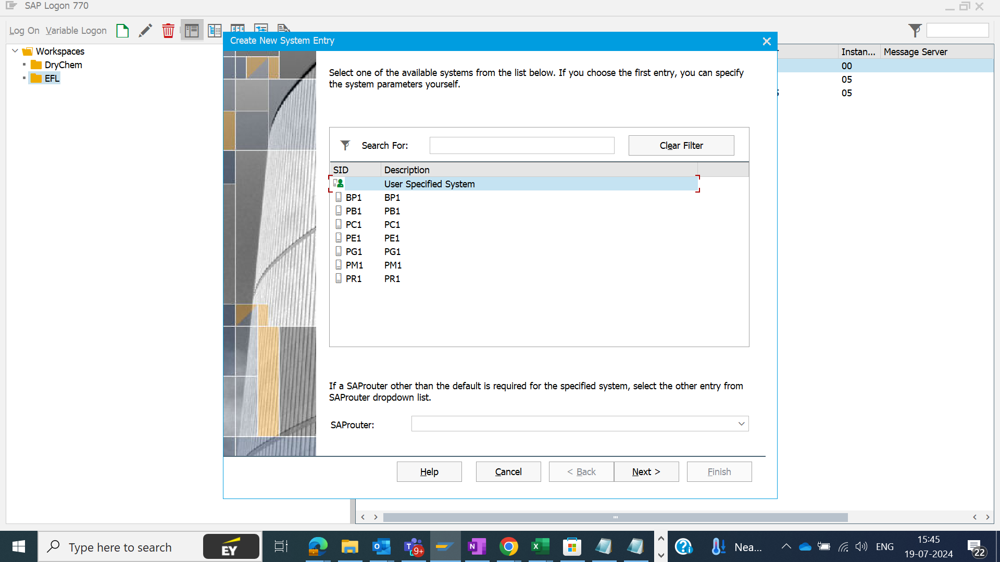 SAP Logon 770
Log On Variable Logon
Workspaces
DryChem
EFL
Create New System Entry
Instan... Message Server
00
05
05
Select one of the available systems from the list below. If you choose the first entry, you can specify
the system parameters yourself.
Search For: Clear Filter
SID Description
User Specified System
BP1 BP1
PB1 PB1
PC1 PC1
PE1 PE1
PG1 PG1
PM1 PM1
PR1 PR1
If a SAProuter other than the default is required for the specified system, select the other entry from
SAProuter dropdown list.
SAProuter:
Help Cancel < Back Next > Finish
Type here to search
EY
9+
Nea...
ENG
15:45
19-07-2024
22